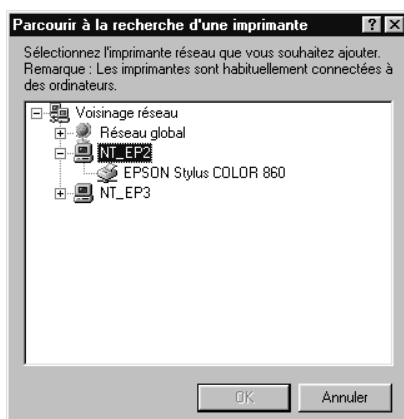 Parcourir à la recherche d'une imprimante
Sélectionnez l'imprimante réseau que vous souhaitez ajouter.
Remarque : Les imprimantes sont habituellement connectées à
des ordinateurs.
Voisinage réseau
Réseau global
NT_EP2
EPSON Stylus COLOR 860
NT_EP3
OK
Annuler